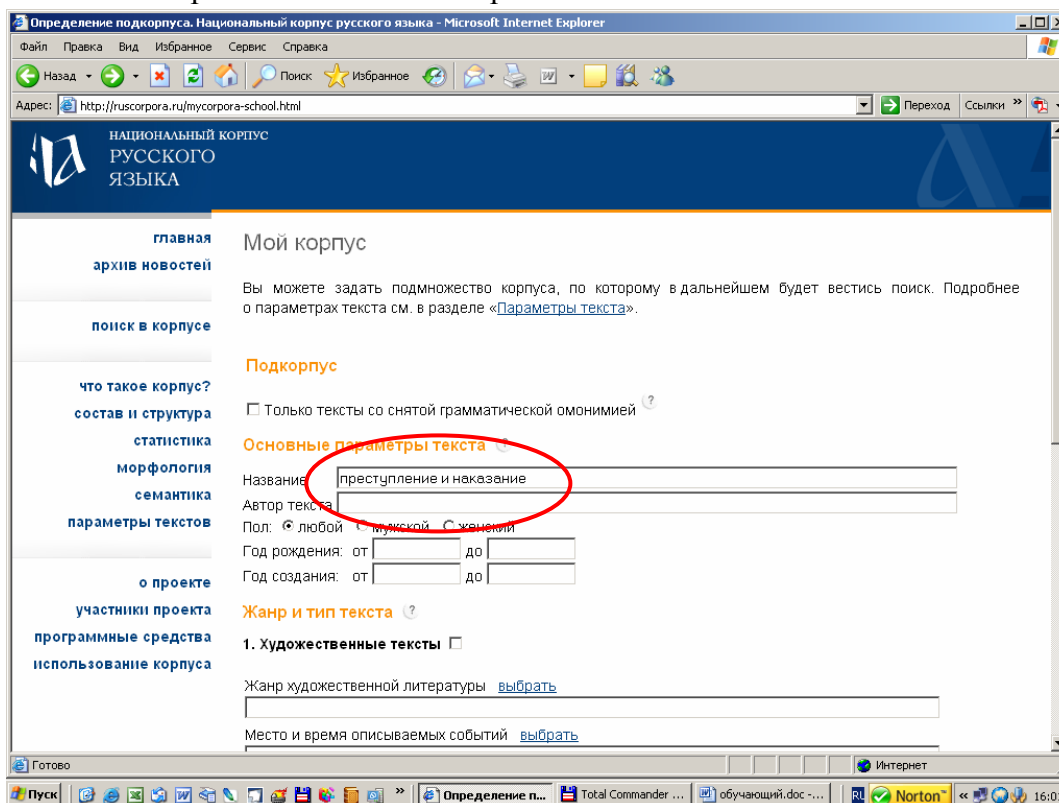 Определение подкорпуса. Национальный корпус русского языка - Microsoft Internet Explorer
Файл Правка Вид Избранное Сервис Справка
Назад Поиск Избранное
Адрес: http://ruscorpora.ru/mycorpora-school.html Переход Ссылки »
НАЦИОНАЛЬНЫЙ КОРПУС
РУССКОГО
ЯЗЫКА
главная
архив новостей
поиск в корпусе
что такое корпус?
состав и структура
статистика
морфология
семантика
параметры текстов
о проекте
участники проекта
программные средства
использование корпуса
Мой корпус
Вы можете задать подмножество корпуса, по которому в дальнейшем будет вестись поиск. Подробнее
о параметрах текста см. в разделе «Параметры текста».
Подкорпус
Только тексты со снятой грамматической омонимией ?
Основные параметры текста ?
Название преступление и наказание
Автор текста
Пол: любой мужской женский
Год рождения: от до
Год создания: от до
Жанр и тип текста ?
1. Художественные тексты
Жанр художественной литературы выбрать
Место и время описываемых событий выбрать
Готово Интернет
Пуск » Определение п... Total Commander ... обучающий.doc -... RU Norton «